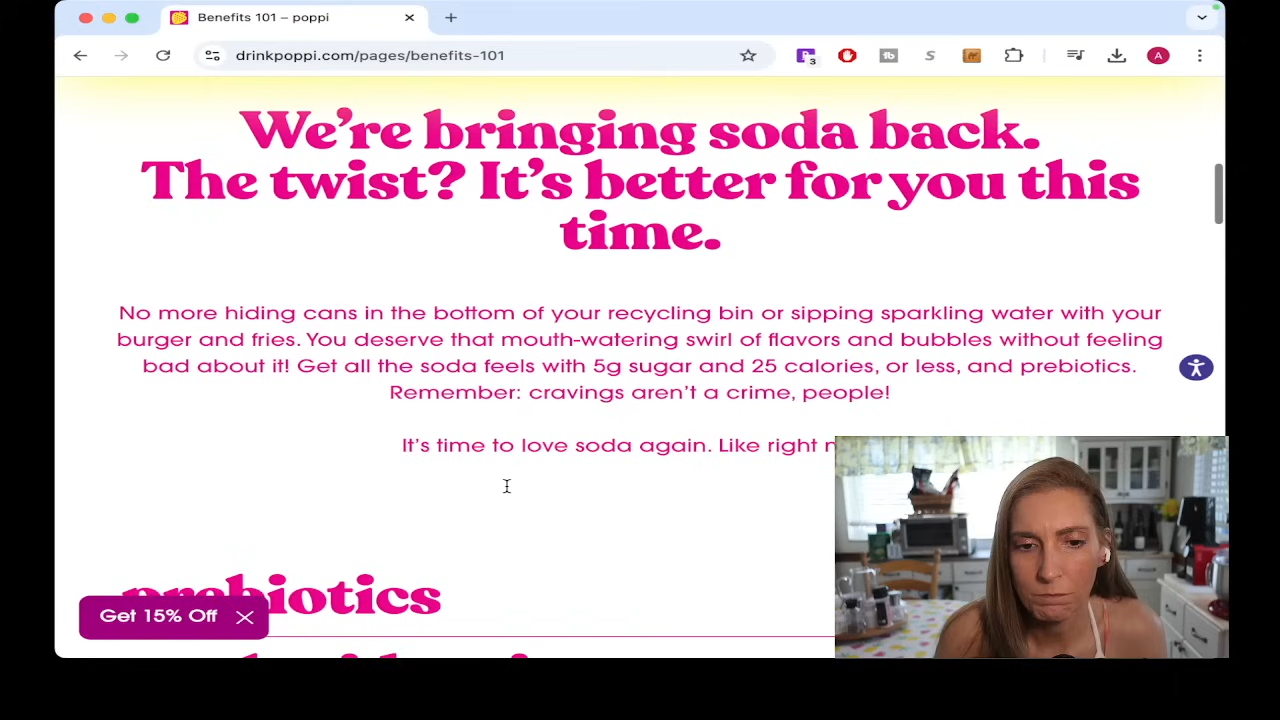 Benefits 101 – poppi
drinkpoppi.com/pages/benefits-101
3
A
We're bringing soda back.
The twist? It's better for you this
time.
No more hiding cans in the bottom of your recycling bin or sipping sparkling water with your
burger and fries. You deserve that mouth-watering swirl of flavors and bubbles without feeling
bad about it! Get all the soda feels with 5g sugar and 25 calories, or less, and prebiotics.
Remember: cravings aren't a crime, people!
It's time to love soda again. Like right
prebiotics
Get 15% Off